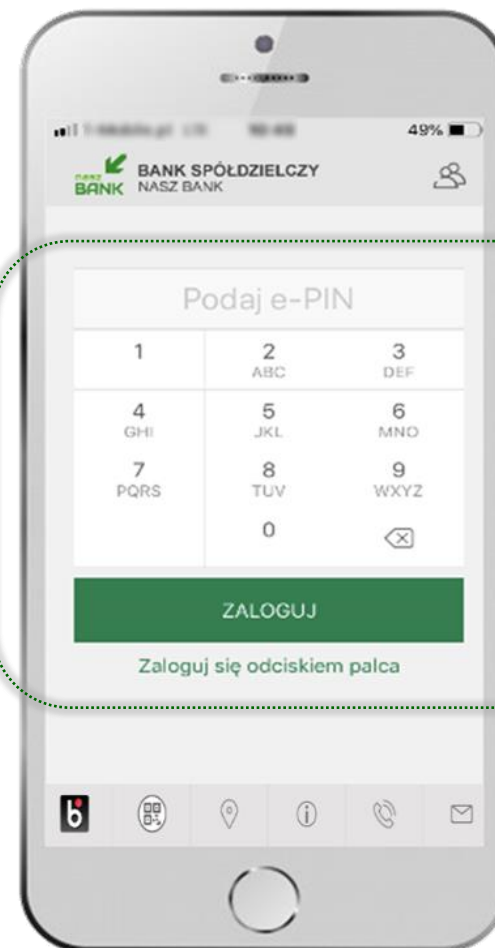 49%
nasz BANK
BANK SPÓŁDZIELCZY
NASZ BANK
Podaj e-PIN
1 2 3
ABC DEF
4 5 6
GHI JKL MNO
7 8 9
PQRS TUV WXYZ
0
ZALOGUJ
Zaloguj się odciskiem palca